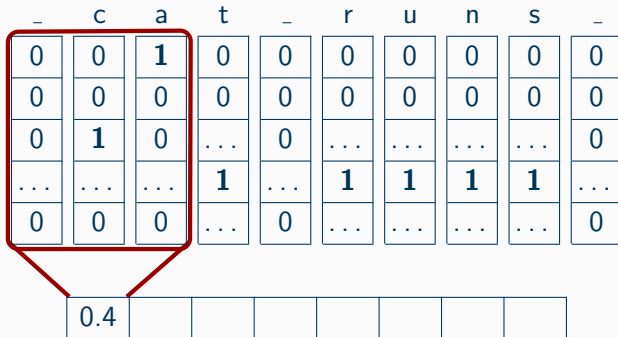 _ c a t _ r u n s _
0 0 1 0 0 0 0 0 0 0
0 0 0 0 0 0 0 0 0 0
0 1 0 ... 0 ... ... ... ... 0
... ... ... 1 ... 1 1 1 1 ...
0 0 0 ... 0 ... ... ... ... 0
0.4